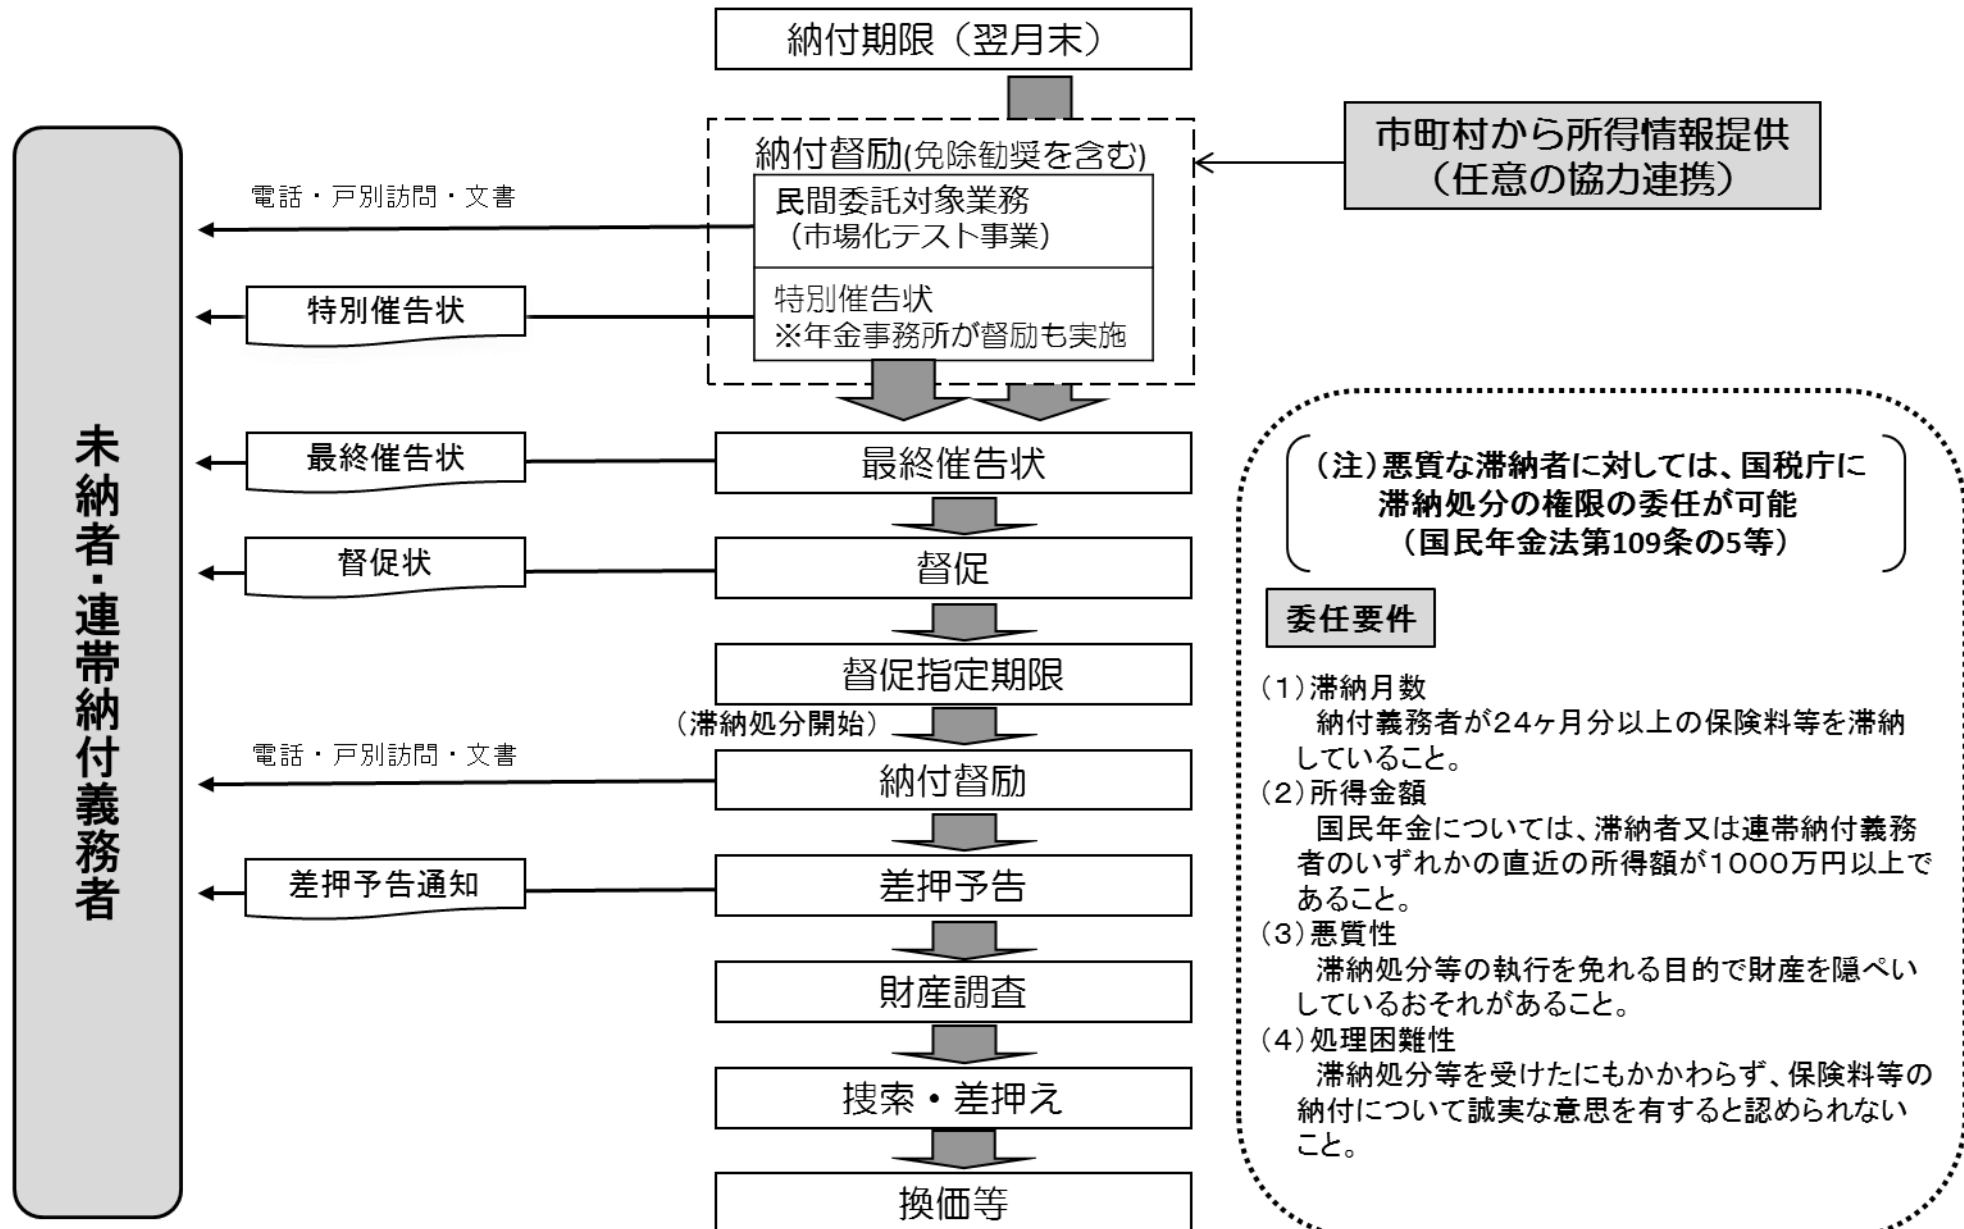 納付期限（翌月末）
市町村から所得情報提供
（任意の協力連携）
納付督励(免除勧奨を含む)
民間委託対象業務
（市場化テスト事業）
特別催告状
※年金事務所が督励も実施
電話・戸別訪問・文書
特別催告状
未納者・連帯納付義務者
最終催告状
最終催告状
督促状
督促
督促指定期限
（滞納処分開始）
電話・戸別訪問・文書
納付督励
差押予告通知
差押予告
財産調査
捜索・差押え
換価等
（注）悪質な滞納者に対しては、国税庁に
滞納処分の権限の委任が可能
（国民年金法第109条の5等）
委任要件
（１）滞納月数
納付義務者が２４ヶ月分以上の保険料等を滞納
していること。
（２）所得金額
国民年金については、滞納者又は連帯納付義務
者のいずれかの直近の所得額が１０００万円以上で
あること。
（３）悪質性
滞納処分等の執行を免れる目的で財産を隠ぺい
しているおそれがあること。
（４）処理困難性
滞納処分等を受けたにもかかわらず、保険料等の
納付について誠実な意思を有すると認められない
こと。